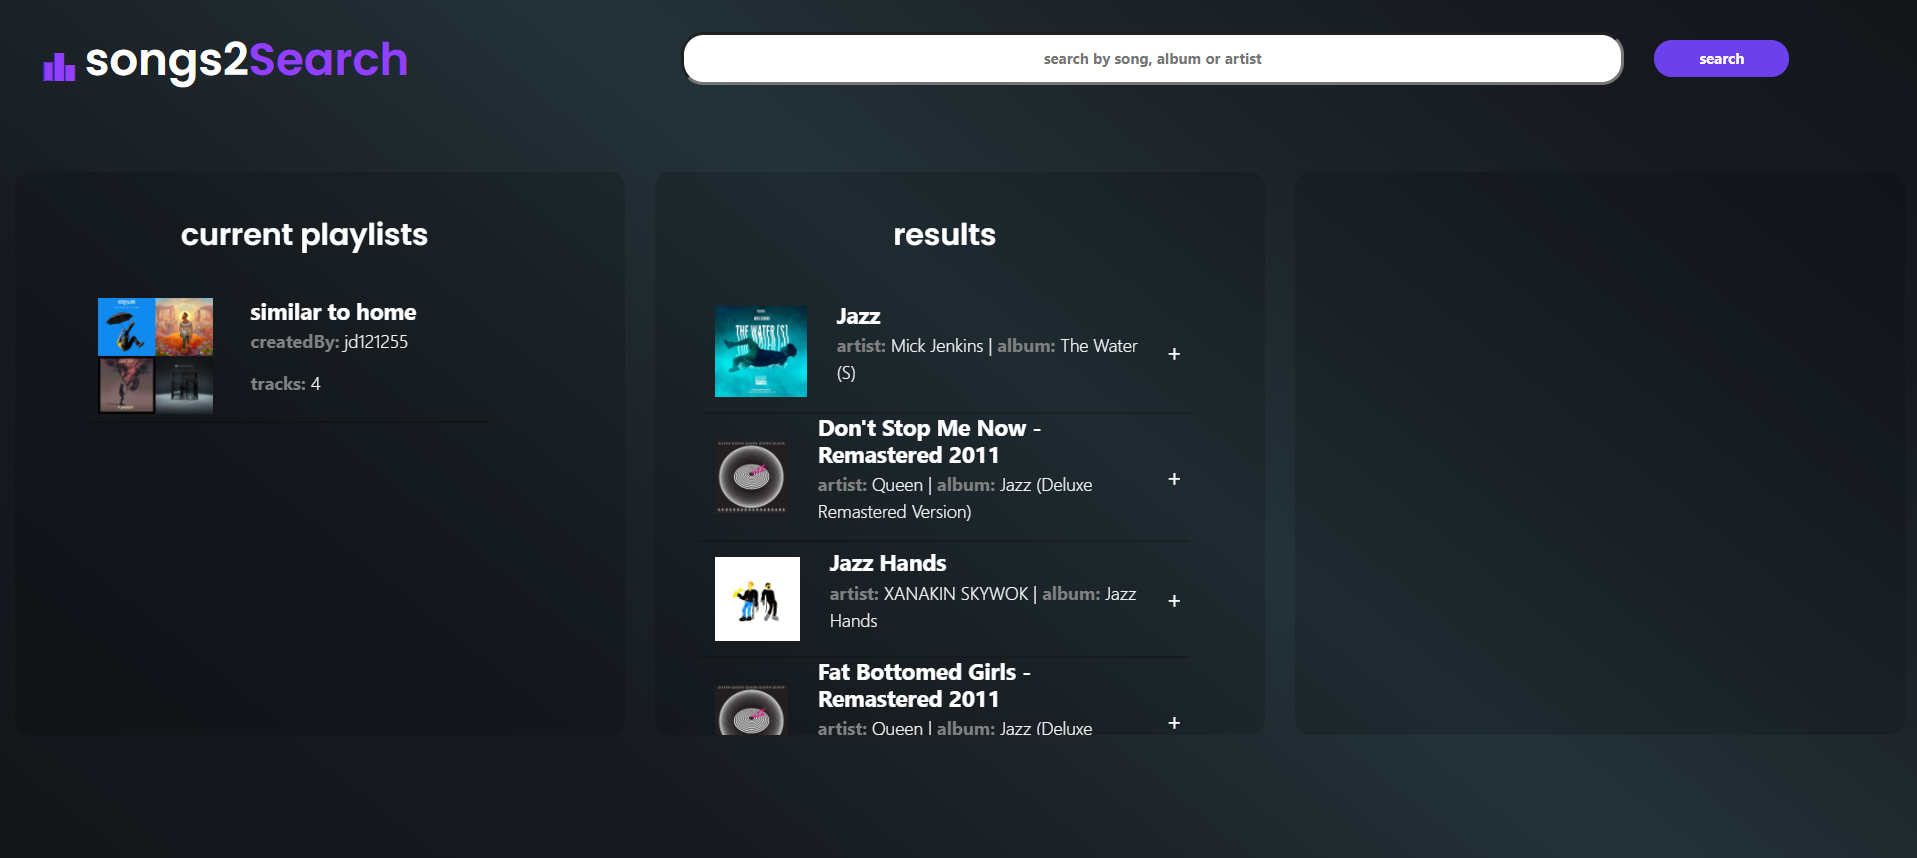 songs2Search
search by song, album or artist
search
current playlists
similar to home
createdBy: jd121255
tracks: 4
results
THE WATER [S]
Jazz
artist: Mick Jenkins | album: The Water
(S)
+
Don't Stop Me Now -
Remastered 2011
artist: Queen | album: Jazz (Deluxe
Remastered Version)
+
Jazz Hands
artist: XANAKIN SKYWOK | album: Jazz
Hands
+
Fat Bottomed Girls -
Remastered 2011
artist: Queen | album: Jazz (Deluxe
+